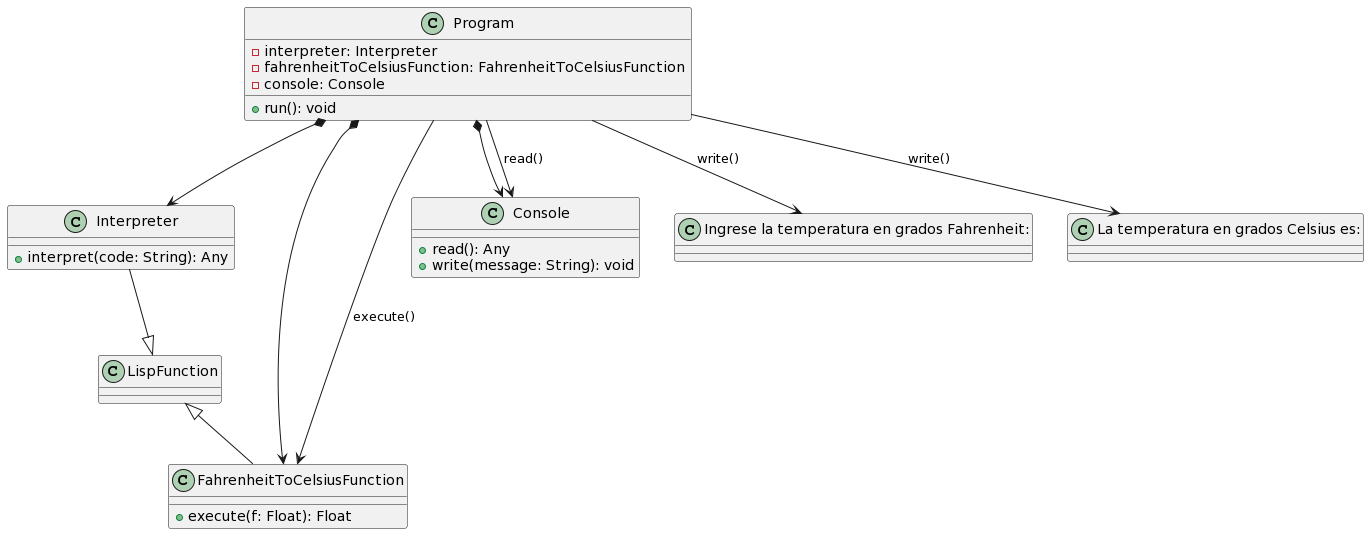 Program
interpreter: Interpreter
fahrenheitToCelsiusFunction: FahrenheitToCelsiusFunction
console: Console
run(): void
read()
write()
write()
Interpreter
interpret(code: String): Any
Console
read(): Any
write(message: String): void
Ingrese la temperatura en grados Fahrenheit:
La temperatura en grados Celsius es:
execute()
LispFunction
FahrenheitToCelsiusFunction
execute(f: Float): Float